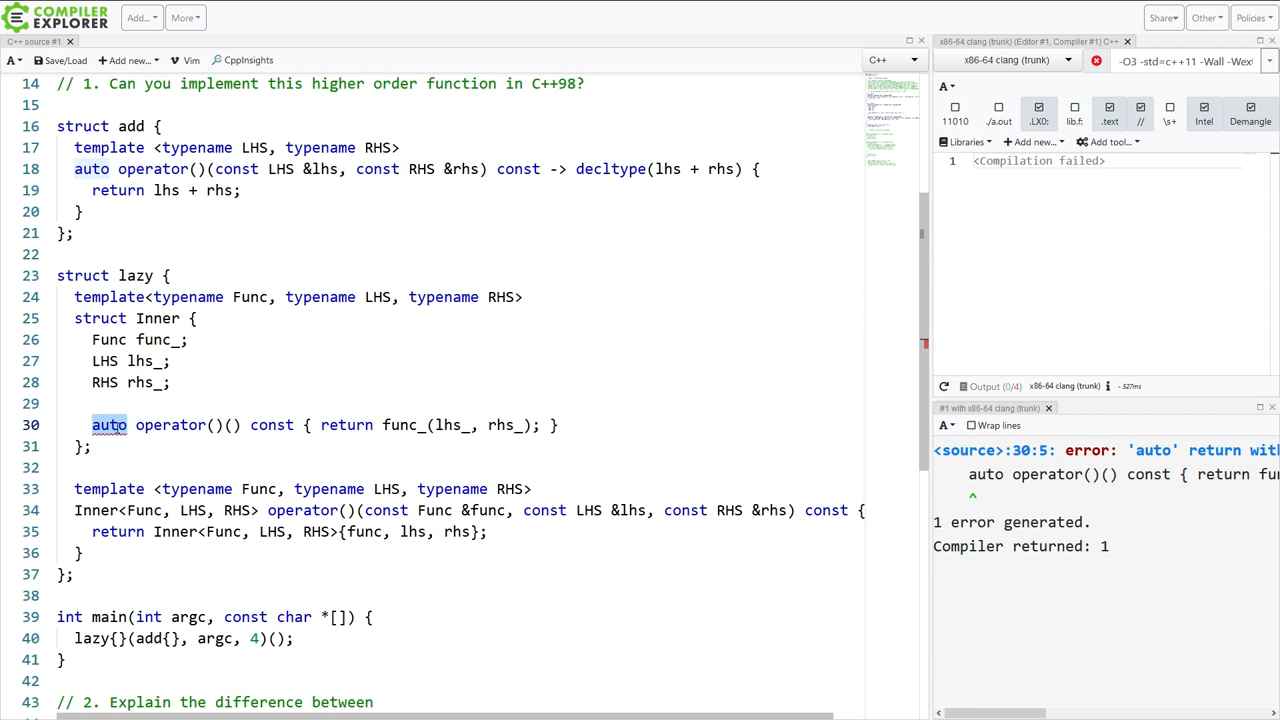 COMPILER EXPLORER
Add...
More
Share
Other
Policies
C++ source #1
x86-64 clang (trunk) (Editor #1, Compiler #1) C++
A
Save/Load
+ Add new...
Vim
CppInsights
C++
x86-64 clang (trunk)
-O3 -std=c++11 -Wall -Wext
A
11010
./a.out
.LX0:
lib.f:
.text
//
\s+
Intel
Demangle
Libraries
+ Add new...
Add tool...
1 <Compilation failed>
14 // 1. Can you implement this higher order function in C++98?
15
16 struct add {
17 template <typename LHS, typename RHS>
18 auto operator()(const LHS &lhs, const RHS &rhs) const -> decltype(lhs + rhs) {
19 return lhs + rhs;
20 }
21 };
22
23 struct lazy {
24 template<typename Func, typename LHS, typename RHS>
25 struct Inner {
26 Func func_;
27 LHS lhs_;
28 RHS rhs_;
29
30 auto operator()() const { return func_(lhs_, rhs_); }
31 };
32
33 template <typename Func, typename LHS, typename RHS>
34 Inner<Func, LHS, RHS> operator()(const Func &func, const LHS &lhs, const RHS &rhs) const {
35 return Inner<Func, LHS, RHS>{func, lhs, rhs};
36 }
37 };
38
39 int main(int argc, const char *[]) {
40 lazy{}(add{}, argc, 4)();
41 }
42
43 // 2. Explain the difference between
Output (0/4) x86-64 clang (trunk) i - 527ms
#1 with x86-64 clang (trunk)
A
Wrap lines
<source>:30:5: error: 'auto' return wit
auto operator()() const { return fu
^
1 error generated.
Compiler returned: 1